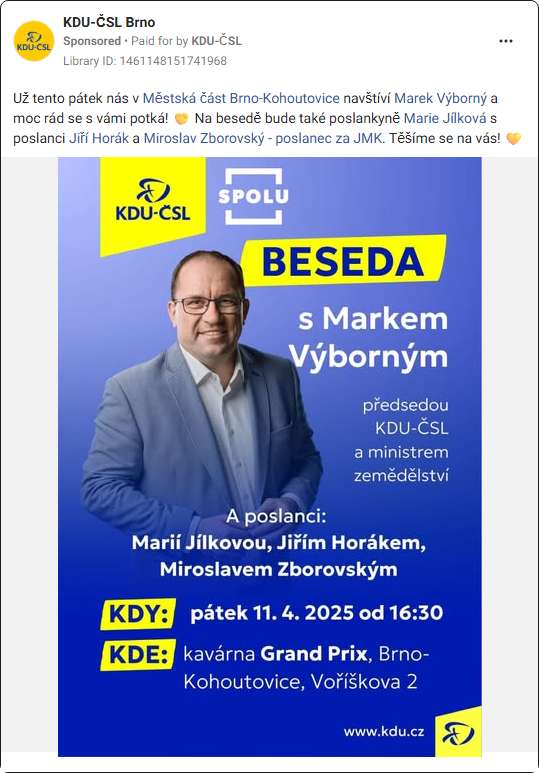 KDU-ČSL Brno
Sponsored • Paid for by KDU-ČSL
Library ID: 1461148151741968
Už tento pátek nás v Městská část Brno-Kohoutovice navštíví Marek Výborný a
moc rád se s vámi potká! 🧡 Na besedě bude také poslankyně Marie Jílková s
poslanci Jiří Horák a Miroslav Zborovský - poslanec za JMK. Těšíme se na vás! 🧡
KDU-ČSL
SPOLU
BESEDA
s Markem
Výborným
předsedou
KDU-ČSL
a ministrem
zemědělství
A poslanci:
Marií Jílkovou, Jiřím Horákem,
Miroslavem Zborovským
KDY: pátek 11. 4. 2025 od 16:30
KDE: kavárna Grand Prix, Brno-
Kohoutovice, Voříškova 2
www.kdu.cz